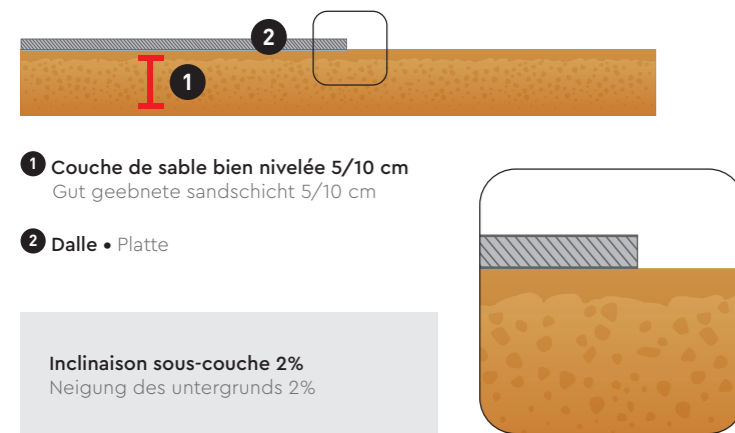 2
1
1 Couche de sable bien nivelée 5/10 cm
Gut geebnete sandschicht 5/10 cm
2 Dalle • Platte
Inclinaison sous-couche 2%
Neigung des untergrunds 2%